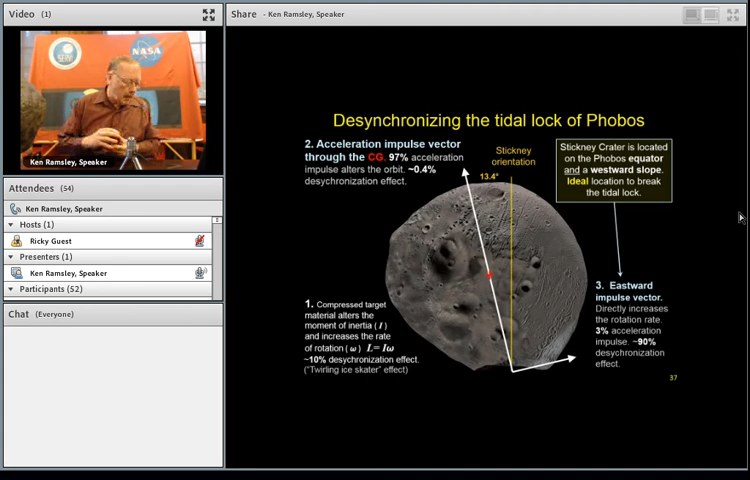 Video (1)
SERVI
NASA
Ken Ramsley, Speaker
Attendees (54)
Ken Ramsley, Speaker
Hosts (1)
Ricky Guest
Presenters (1)
Ken Ramsley, Speaker
Participants (52)
Chat (Everyone)
Share - Ken Ramsley, Speaker
Desynchronizing the tidal lock of Phobos
2. Acceleration impulse vector
through the CG. 97% acceleration
impulse alters the orbit. ~0.4%
desynchronization effect.
Stickney
orientation
13.4°
Stickney Crater is located
on the Phobos equator
and a westward slope.
Ideal location to break
the tidal lock.
1. Compressed target
material alters the
moment of inertia ( I )
and increases the rate
of rotation ( ω ) L = Iω
~10% desynchronization effect.
("Twirling ice skater" effect)
3. Eastward
impulse vector.
Directly increases
the rotation rate.
3% acceleration
impulse. ~90%
desynchronization
effect.
37